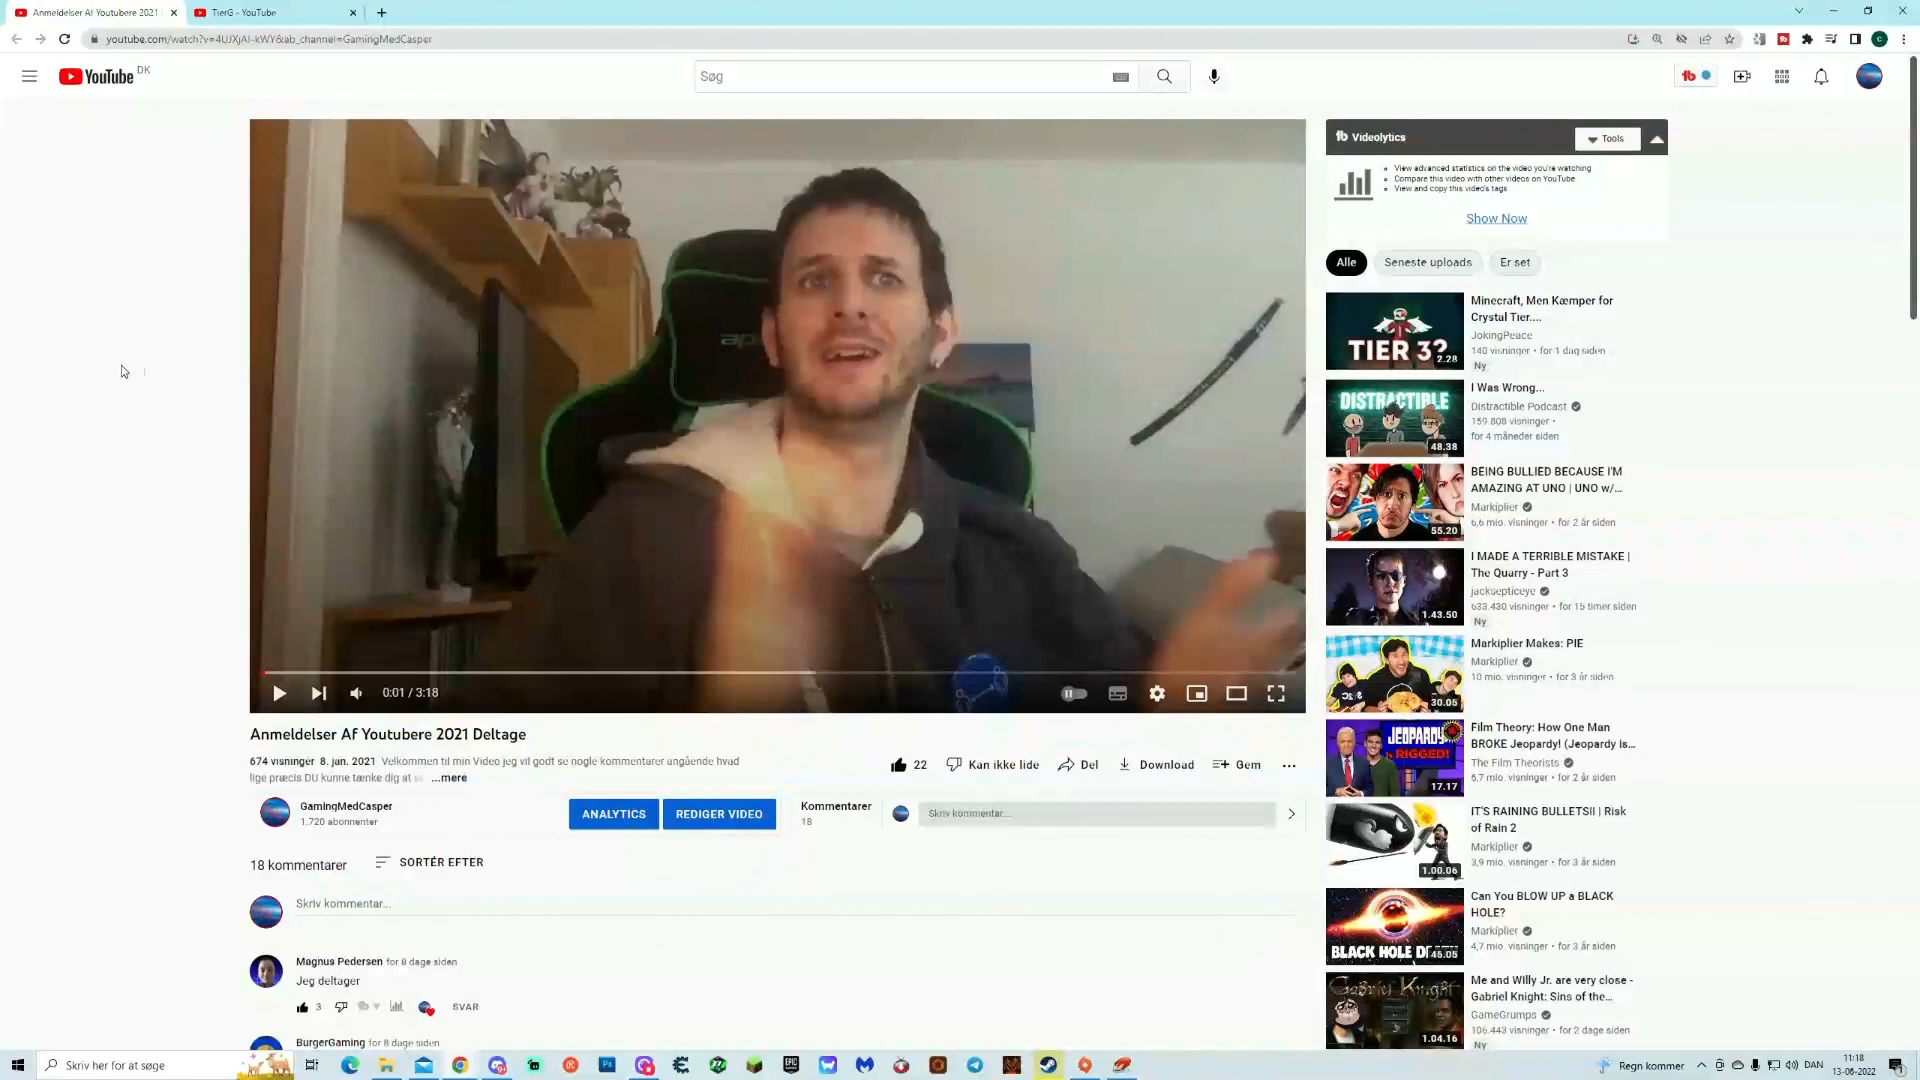 Anmeldelser Af Youtubere 2021
TierG - YouTube
youtube.com/watch?v=4UJXjAI-kWY&ab_channel=GamingMedCasper
YouTube DK
Søg
Videolytics
Tools
View advanced statistics on the video you're watching
Compare this video with other videos on YouTube
View and copy this video's tags
Show Now
Alle
Seneste uploads
Er set
Minecraft, Men Kæmper for
Crystal Tier....
JokingPeace
140 visninger • for 1 dag siden
Ny
TIER 3?
2.28
I Was Wrong...
Distractible Podcast
159.808 visninger •
for 4 måneder siden
DISTRACTIBLE
48.38
BEING BULLIED BECAUSE I'M
AMAZING AT UNO | UNO w/...
Markiplier
6,6 mio. visninger • for 2 år siden
55.20
I MADE A TERRIBLE MISTAKE |
The Quarry - Part 3
jacksepticeye
633.430 visninger • for 15 timer siden
Ny
1.43.50
Markiplier Makes: PIE
Markiplier
10 mio. visninger • for 3 år siden
30.05
Film Theory: How One Man
BROKE Jeopardy! (Jeopardy Is...
The Film Theorists
6,7 mio. visninger • for 2 år siden
JEOPARDY
IS RIGGED!
17.17
IT'S RAINING BULLETS!! | Risk
of Rain 2
Markiplier
3,9 mio. visninger • for 3 år siden
1.00.06
Can You BLOW UP a BLACK
HOLE?
Markiplier
4,7 mio. visninger • for 3 år siden
BLACK HOLE
45.05
Me and Willy Jr. are very close -
Gabriel Knight: Sins of the...
GameGrumps
106.443 visninger • for 2 dage siden
Ny
Gabriel Knight
1.04.16
0:01 / 3:18
Anmeldelser Af Youtubere 2021 Deltage
674 visninger 8. jan. 2021 Velkommen til min Video jeg vil godt se nogle kommentarer angående hvad
lige præcis DU kunne tænke dig at ...mere
22
Kan ikke lide
Del
Download
Gem
GamingMedCasper
1.720 abonnenter
ANALYTICS
REDIGER VIDEO
Kommentarer
18
Skriv kommentar...
18 kommentarer
SORTÉR EFTER
Skriv kommentar...
Magnus Pedersen for 8 dage siden
Jeg deltager
3
SVAR
BurgerGaming for 8 dage siden
Skriv her for at søge
Regn kommer
DAN
11:18
13-06-2022